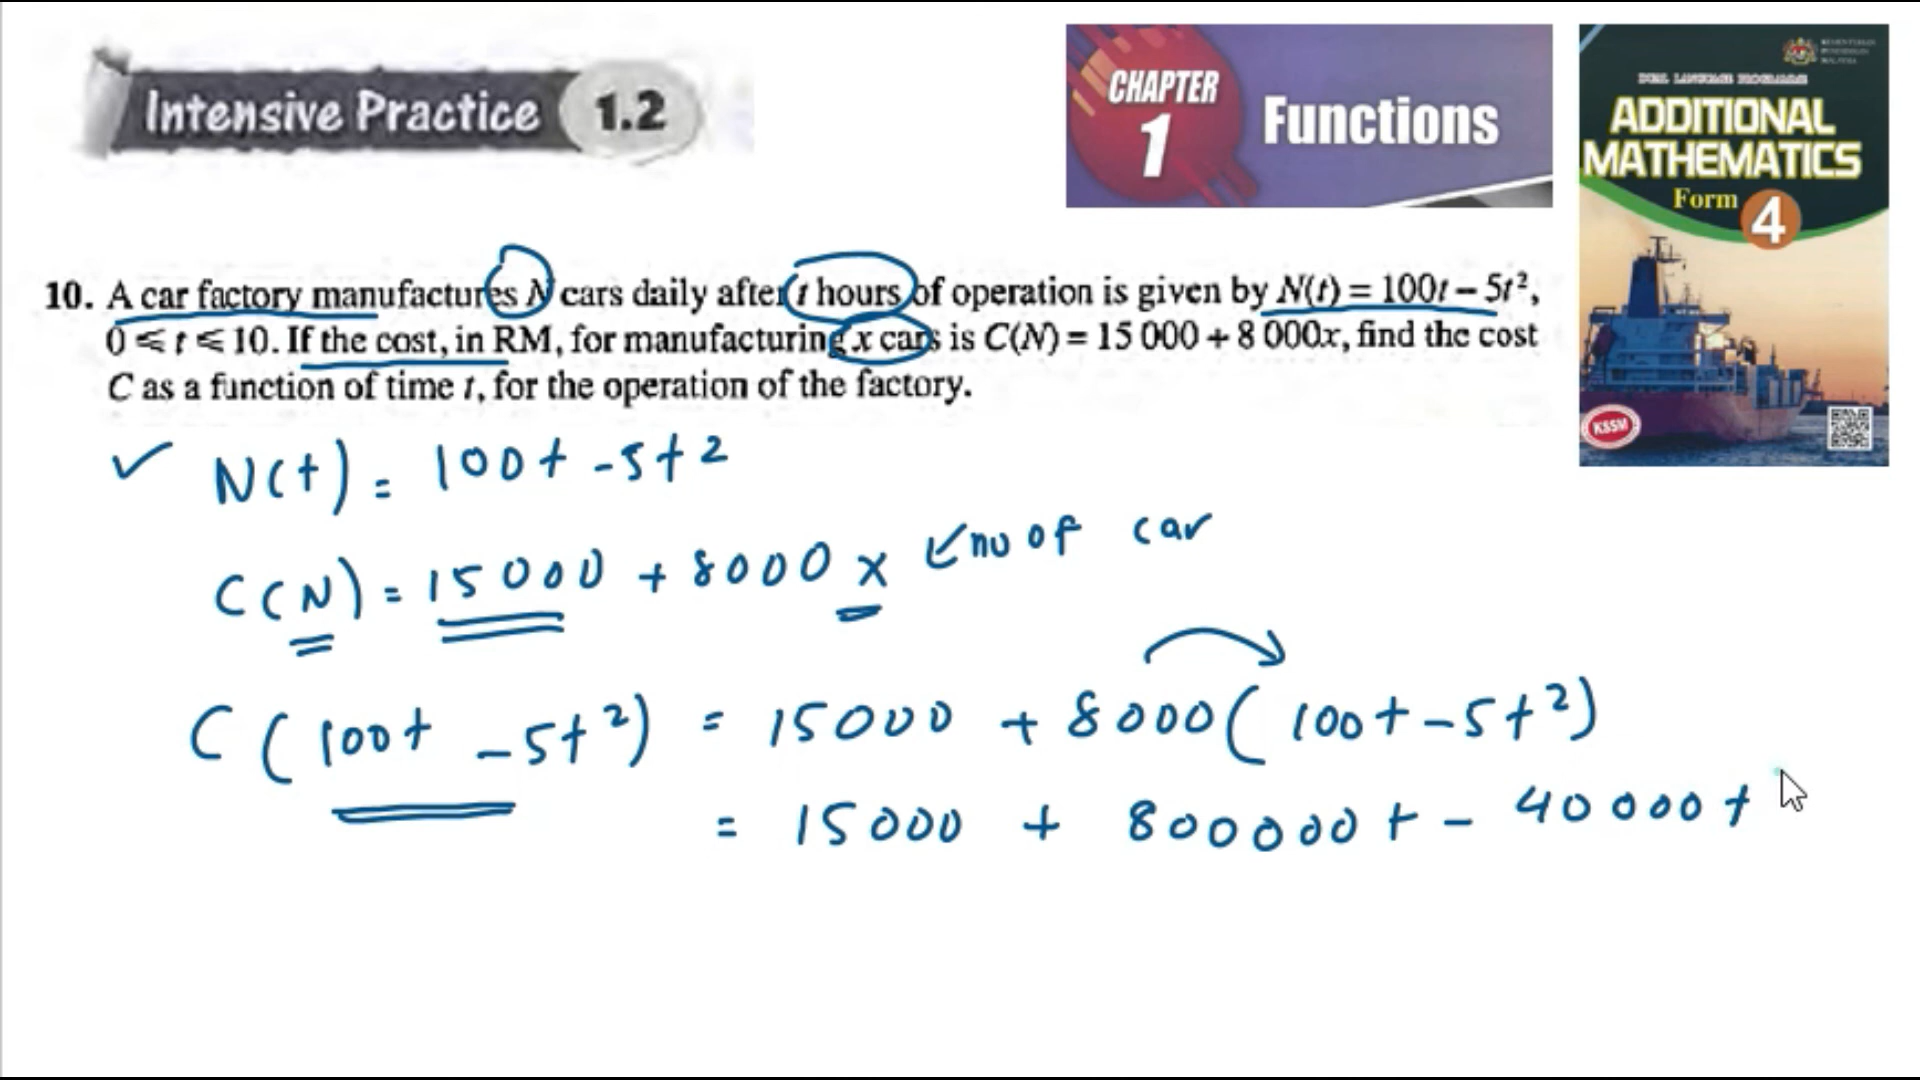 Intensive Practice 1.2
CHAPTER
1
Functions
DUAL LANGUAGE PROGRAMME
ADDITIONAL
MATHEMATICS
Form 4
KSSM
10. A car factory manufactures N cars daily after t hours of operation is given by N(t) = 100t – 5t²,
0 ⩽ t ⩽ 10. If the cost, in RM, for manufacturing x cars is C(N) = 15 000 + 8 000x, find the cost
C as a function of time t, for the operation of the factory.
✓ N(t) = 100t - 5t²
C(N) = 15000 + 8000x ↙ no of car
C(100t - 5t²) = 15000 + 8000(100t - 5t²)
= 15000 + 800000t - 40000t